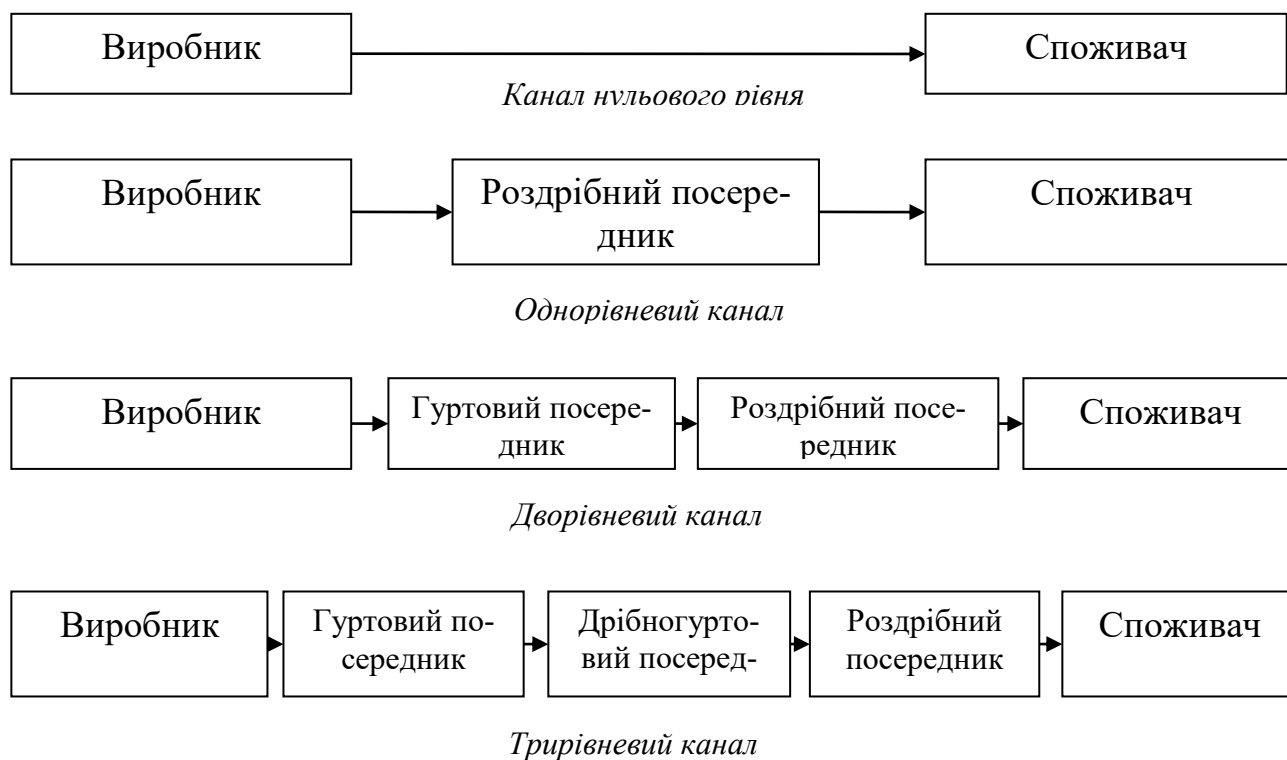 Виробник
Споживач
Канал нульового рівня
Виробник
Роздрібний посере-
дник
Споживач
Однорівневий канал
Виробник
Гуртовий посере-
дник
Роздрібний посе-
редник
Споживач
Дворівневий канал
Виробник
Гуртовий по-
середник
Дрібногурто-
вий посеред-
Роздрібний
посередник
Споживач
Трирівневий канал